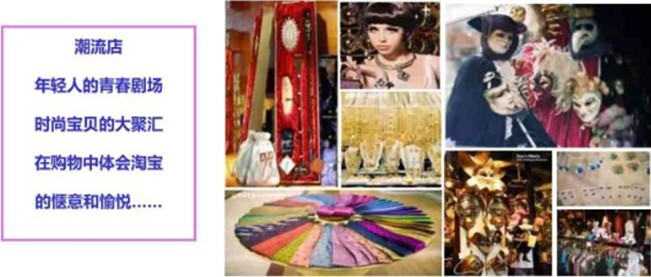 潮流店
年轻人的青春剧场
时尚宝贝的大聚汇
在购物中体会淘宝
的惬意和愉悦......